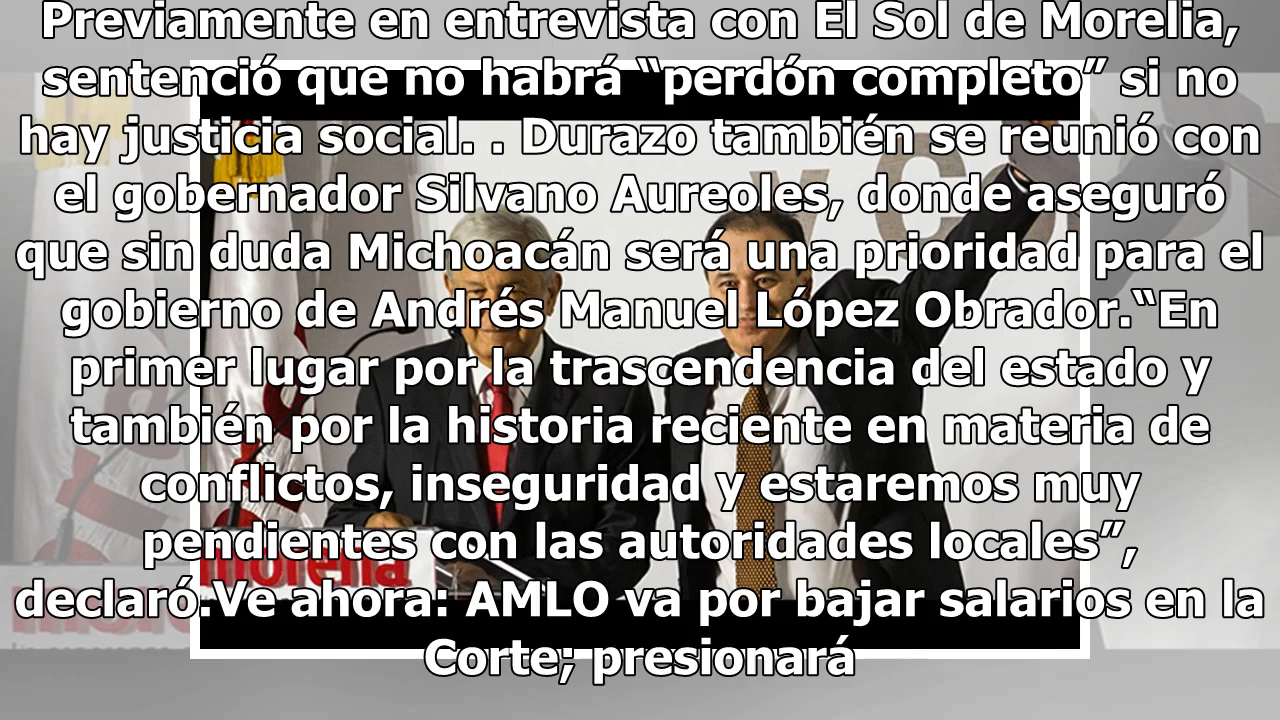 Previamente en entrevista con El Sol de Morelia,
sentenció que no habrá “perdón completo” si no
hay justicia social. . Durazo también se reunió con
el gobernador Silvano Aureoles, donde aseguró
que sin duda Michoacán será una prioridad para el
gobierno de Andrés Manuel López Obrador.“En
primer lugar por la trascendencia del estado y
también por la historia reciente en materia de
conflictos, inseguridad y estaremos muy
pendientes con las autoridades locales”,
declaró.Ve ahora: AMLO va por bajar salarios en la
Corte; presionará
morena